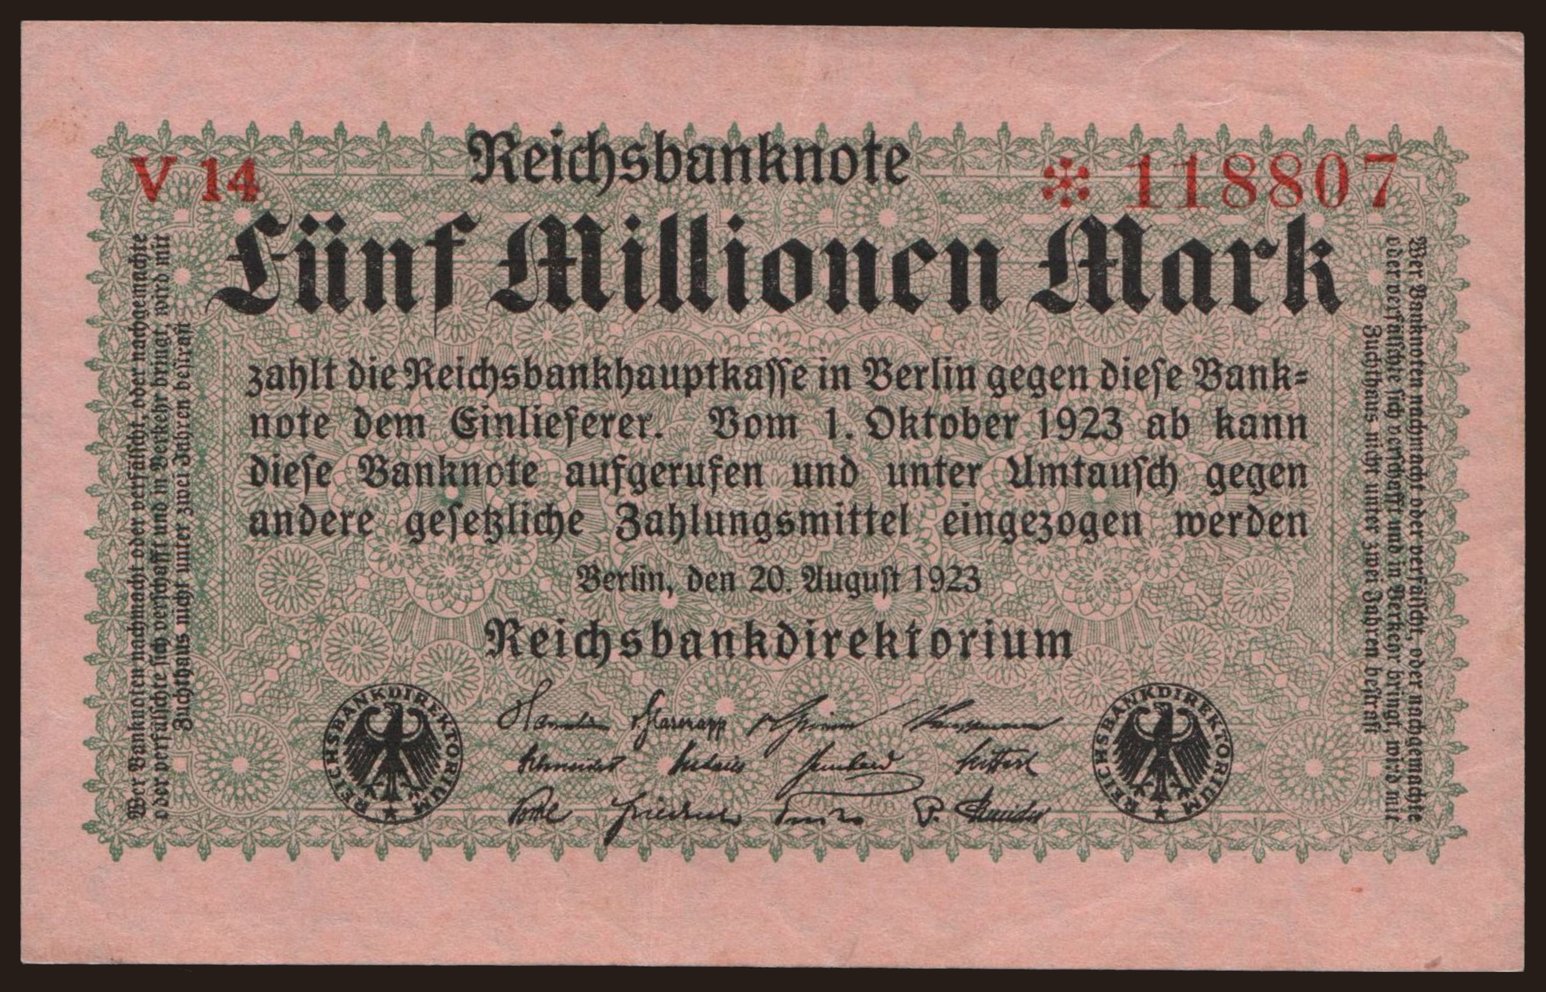 Reichsbanknote
V 14
* 118807
Fünf Millionen Mark
zahlt die Reichsbankhauptkasse in Berlin gegen diese Bank=
note dem Einlieferer. Vom 1. Oktober 1923 ab kann
diese Banknote aufgerufen und unter Umtausch gegen
andere gesetzliche Zahlungsmittel eingezogen werden
Berlin, den 20. August 1923
Reichsbankdirektorium
REICHSBANKDIREKTORIUM
REICHSBANKDIREKTORIUM
Wer Banknoten nachmacht oder verfälscht, oder nachgemachte
oder verfälschte sich verschafft und in Verkehr bringt, wird mit
Zuchthaus nicht unter zwei Jahren bestraft
Wer Banknoten nachmacht oder verfälscht, oder nachgemachte
oder verfälschte sich verschafft und in Verkehr bringt, wird mit
Zuchthaus nicht unter zwei Jahren bestraft